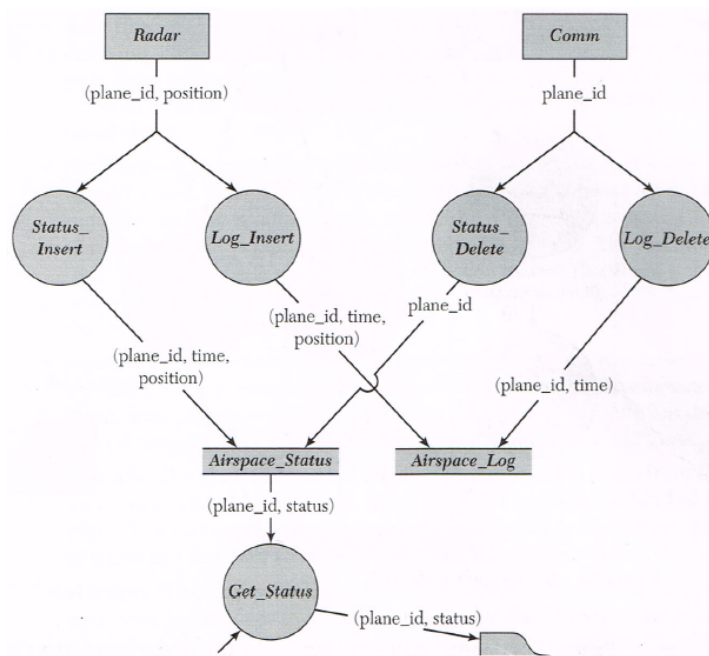 Radar
Comm
(plane_id, position)
plane_id
Status_
Insert
Log_Insert
Status_
Delete
Log_Delete
plane_id
(plane_id, time,
position)
(plane_id, time,
position)
(plane_id, time)
Airspace_Status
Airspace_Log
(plane_id, status)
Get_Status
(plane_id, status)